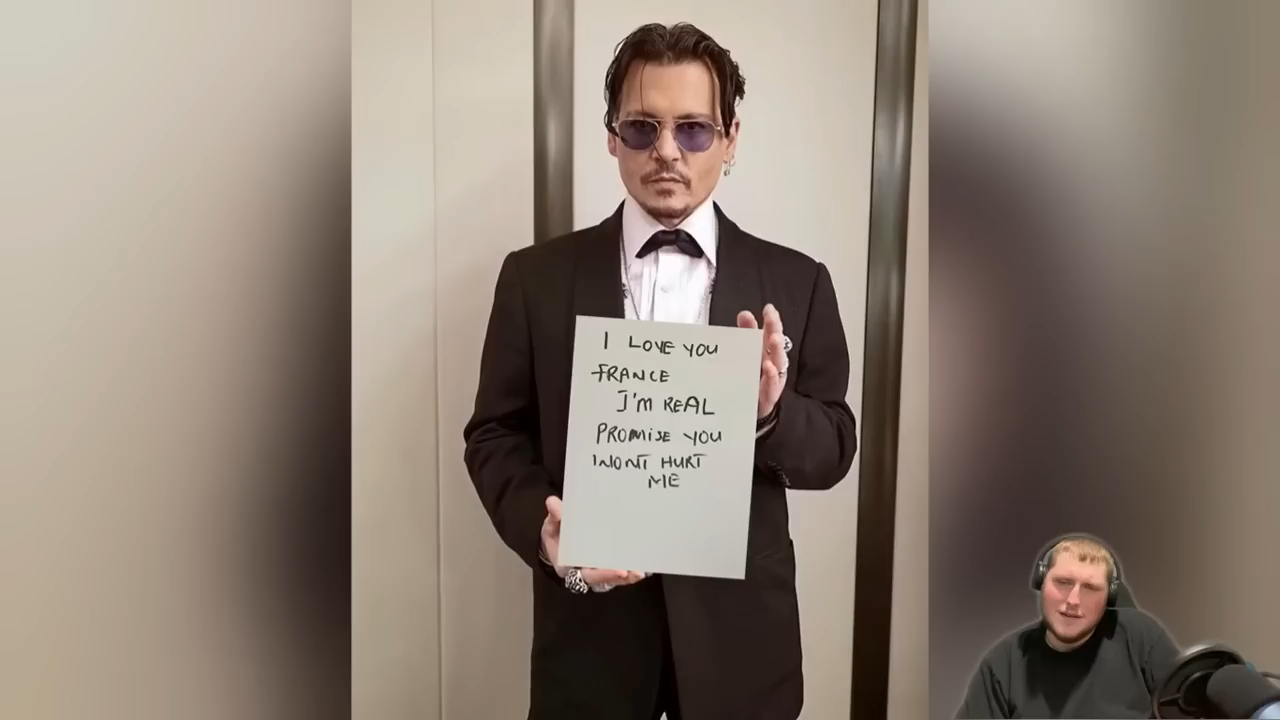 I LOVE YOU
FRANCE
I'M REAL
PROMISE YOU
WONT HURT
ME